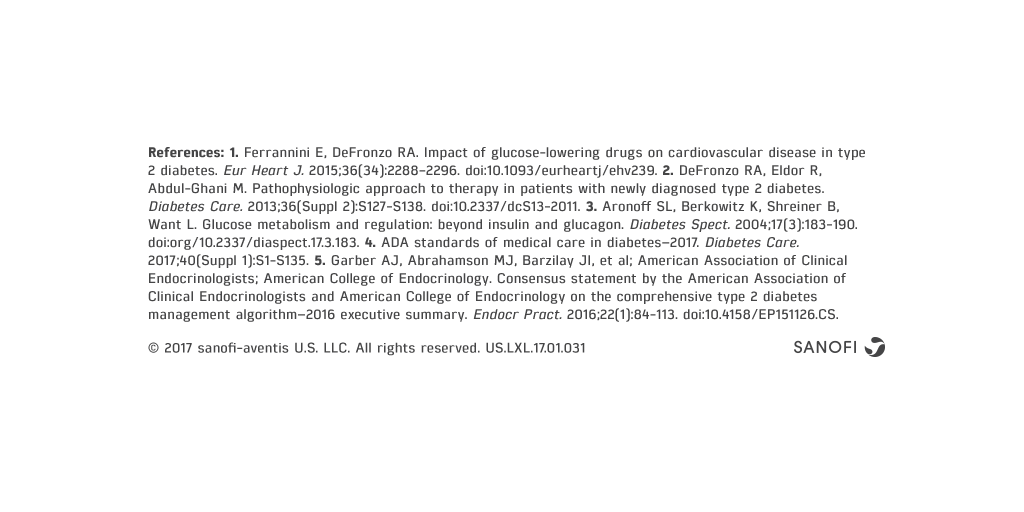 References: 1. Ferrannini E, DeFronzo RA. Impact of glucose-lowering drugs on cardiovascular disease in type
2 diabetes. Eur Heart J. 2015;36(34):2288-2296. doi:10.1093/eurheartj/ehv239. 2. DeFronzo RA, Eldor R,
Abdul-Ghani M. Pathophysiologic approach to therapy in patients with newly diagnosed type 2 diabetes.
Diabetes Care. 2013;36(Suppl 2):S127-S138. doi:10.2337/dcS13-2011. 3. Aronoff SL, Berkowitz K, Shreiner B,
Want L. Glucose metabolism and regulation: beyond insulin and glucagon. Diabetes Spect. 2004;17(3):183-190.
doi:org/10.2337/diaspect.17.3.183. 4. ADA standards of medical care in diabetes—2017. Diabetes Care.
2017;40(Suppl 1):S1-S135. 5. Garber AJ, Abrahamson MJ, Barzilay JI, et al; American Association of Clinical
Endocrinologists; American College of Endocrinology. Consensus statement by the American Association of
Clinical Endocrinologists and American College of Endocrinology on the comprehensive type 2 diabetes
management algorithm—2016 executive summary. Endocr Pract. 2016;22(1):84-113. doi:10.4158/EP151126.CS.
© 2017 sanofi-aventis U.S. LLC. All rights reserved. US.LXL.17.01.031
SANOFI